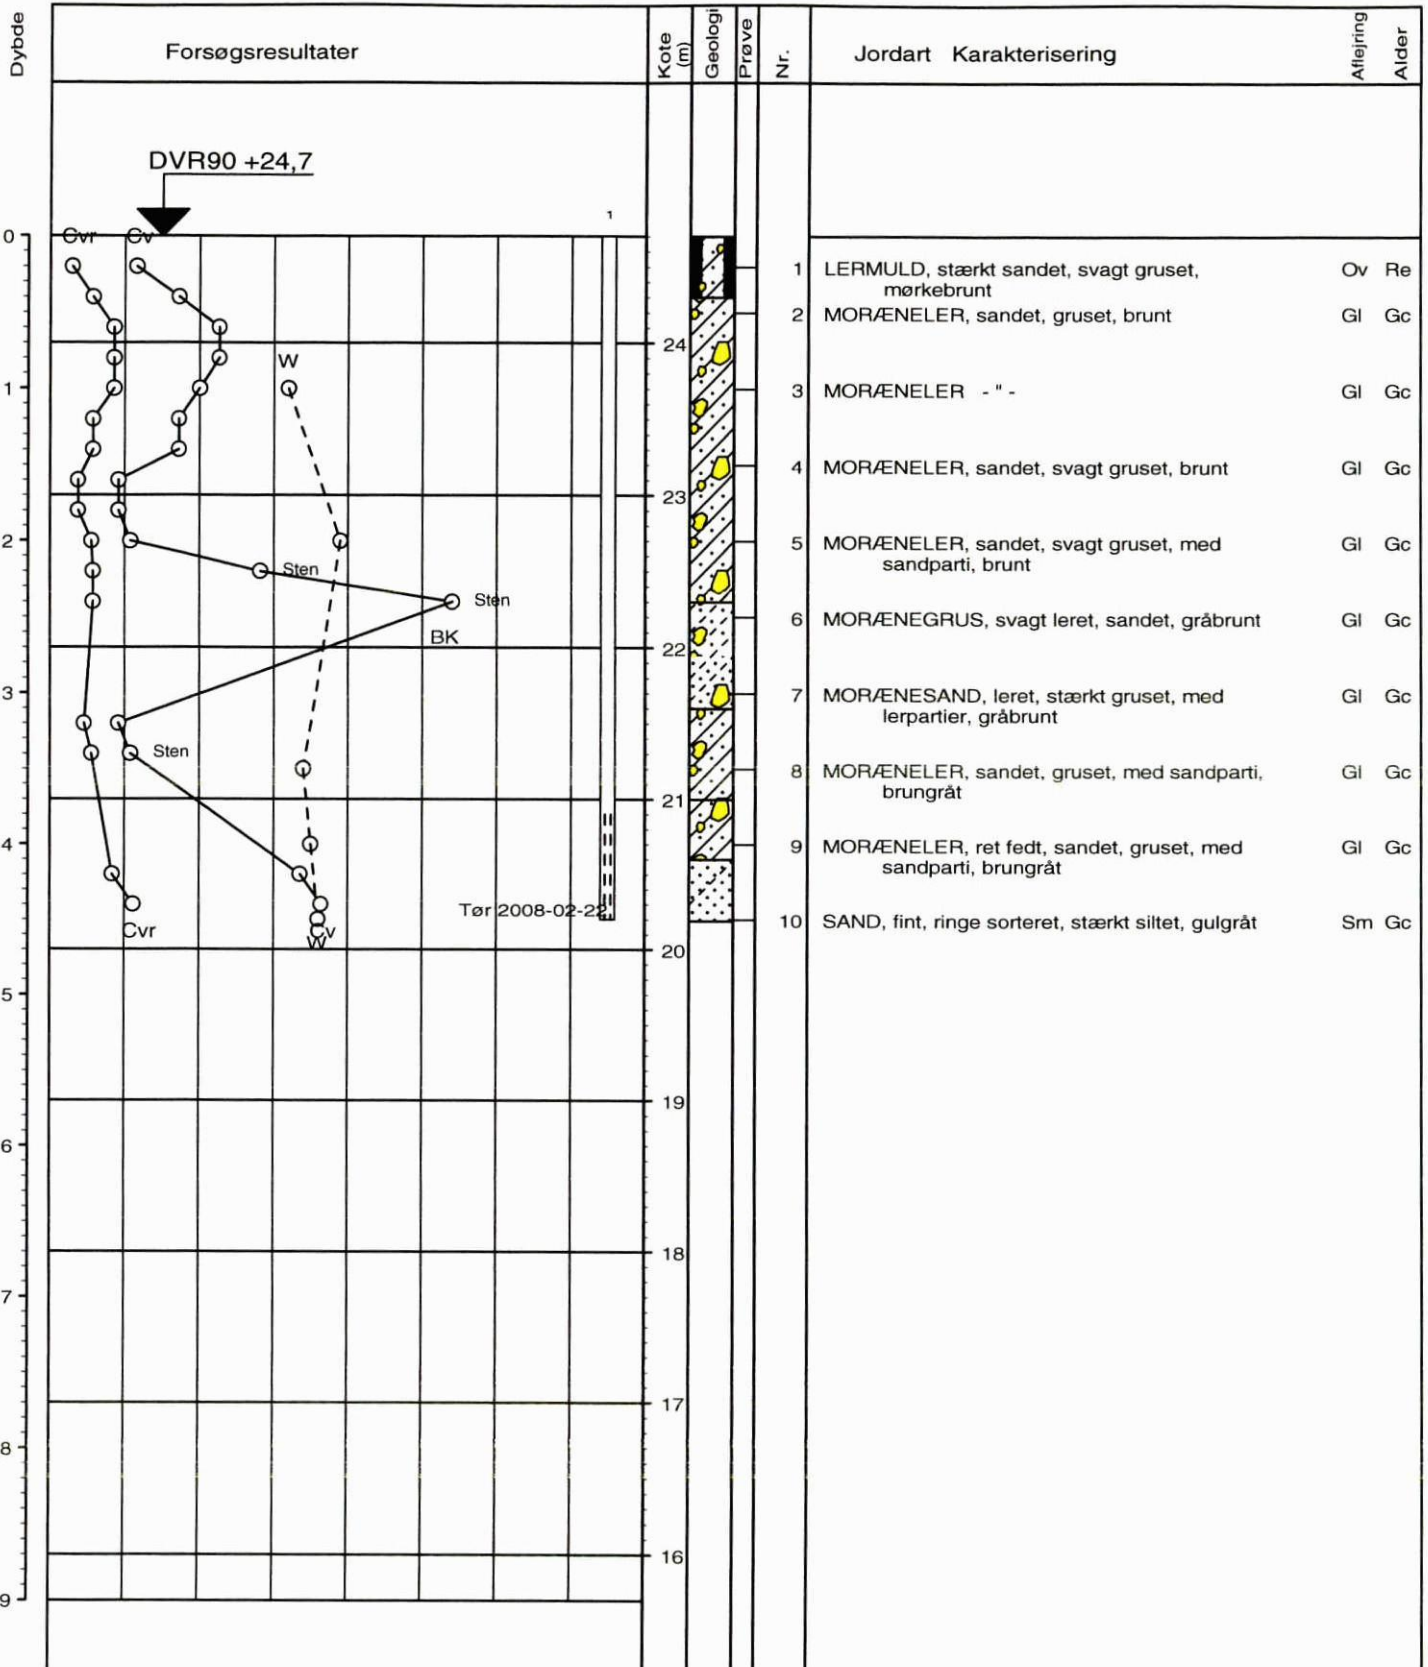 Dybde
Forsøgsresultater
Kote (m)
Geologi
Prøve
Nr.
Jordart Karakterisering
Aflejring
Alder
DVR90 +24,7
1
0
Cvr
Cv
1 LERMULD, stærkt sandet, svagt gruset, Ov Re
mørkebrunt
2 MORÆNELER, sandet, gruset, brunt Gl Gc
24
W
1
3 MORÆNELER - " - Gl Gc
4 MORÆNELER, sandet, svagt gruset, brunt Gl Gc
23
2
5 MORÆNELER, sandet, svagt gruset, med Gl Gc
sandparti, brunt
Sten
Sten
6 MORÆNEGRUS, svagt leret, sandet, gråbrunt Gl Gc
BK
22
3
7 MORÆNESAND, leret, stærkt gruset, med Gl Gc
lerpartier, gråbrunt
Sten
8 MORÆNELER, sandet, gruset, med sandparti, Gl Gc
brungråt
21
4
9 MORÆNELER, ret fedt, sandet, gruset, med Gl Gc
sandparti, brungråt
Tør 2008-02-22
10 SAND, fint, ringe sorteret, stærkt siltet, gulgråt Sm Gc
Cvr
Cv
W
20
5
19
6
18
7
17
8
16
9